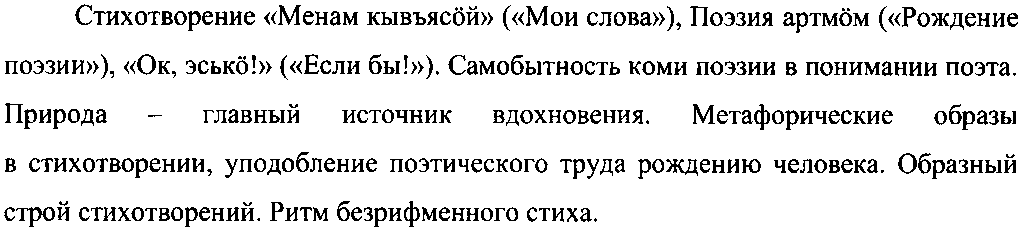 Стихотворение «Менам кывъясӧй» («Мои слова»), Поэзия артмӧм («Рождение
поэзии»), «Ок, эськӧ!» («Если бы!»). Самобытность коми поэзии в понимании поэта.
Природа – главный источник вдохновения. Метафорические образы
в стихотворении, уподобление поэтического труда рождению человека. Образный
строй стихотворений. Ритм безрифменного стиха.